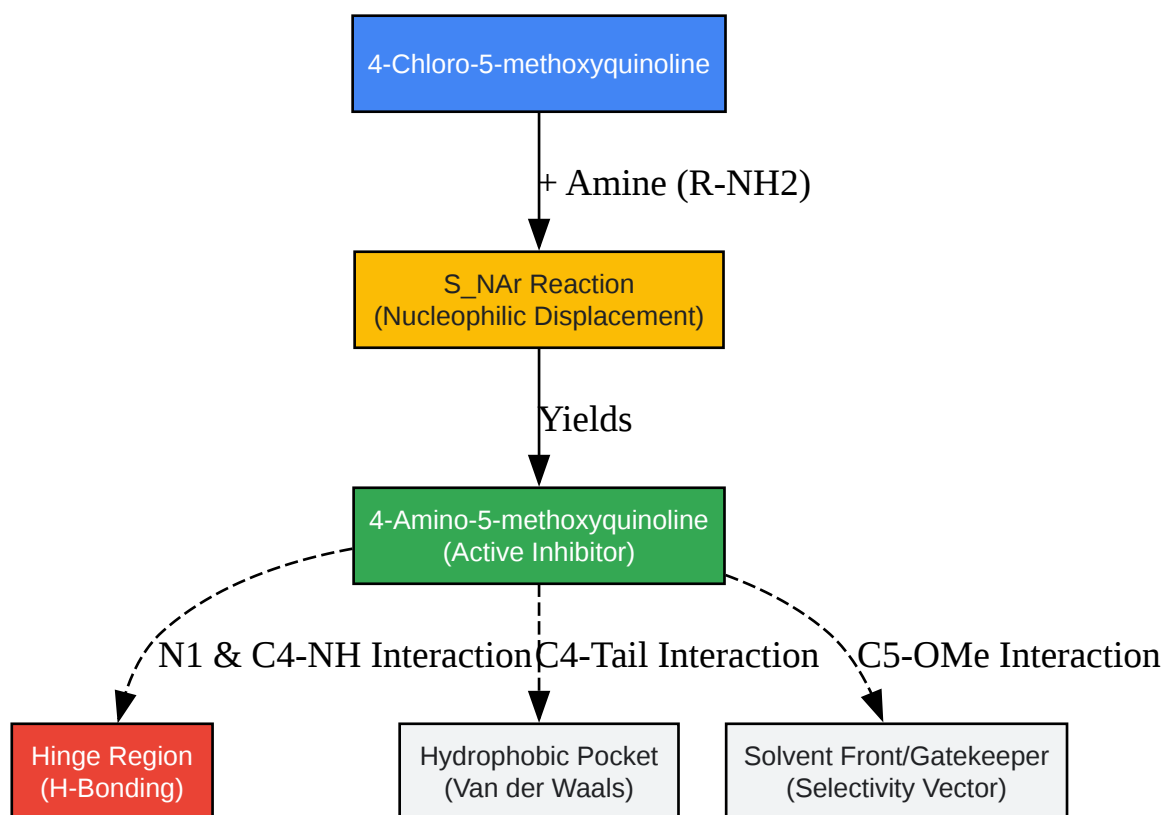 4-Chloro-5-methoxyquinoline
+ Amine (R-NH2)
S_NAr Reaction
(Nucleophilic Displacement)
Yields
4-Amino-5-methoxyquinoline
(Active Inhibitor)
N1 & C4-NH Interaction
C4-Tail Interaction
C5-OMe Interaction
Hinge Region
(H-Bonding)
Hydrophobic Pocket
(Van der Waals)
Solvent Front/Gatekeeper
(Selectivity Vector)